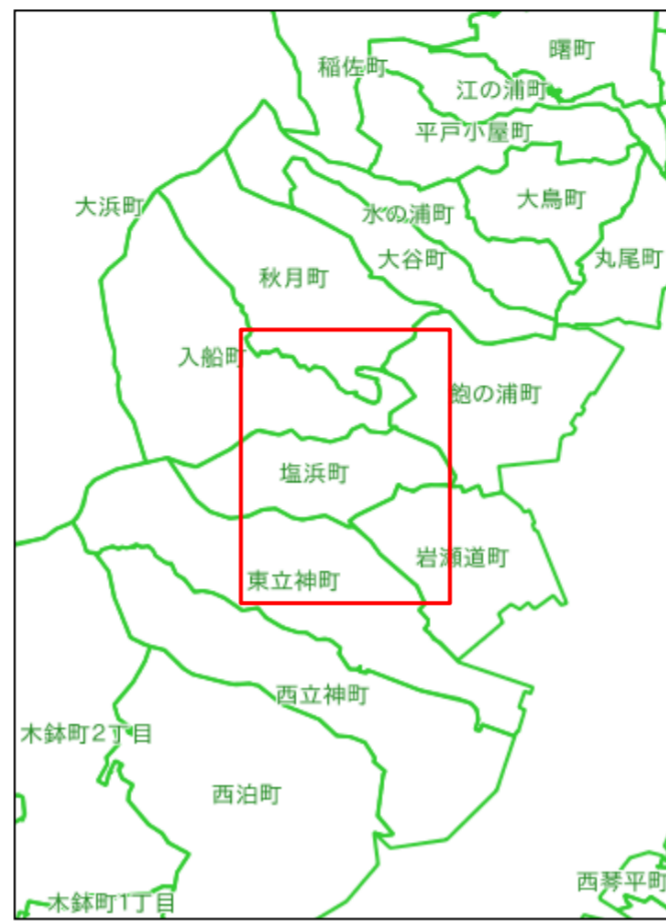 曙町
稲佐町
江の浦町
平戸小屋町
大鳥町
大浜町
水の浦町
大谷町
丸尾町
秋月町
入船町
飽の浦町
塩浜町
岩瀬道町
東立神町
西立神町
木鉢町2丁目
西泊町
西琴平町
木鉢町1丁目